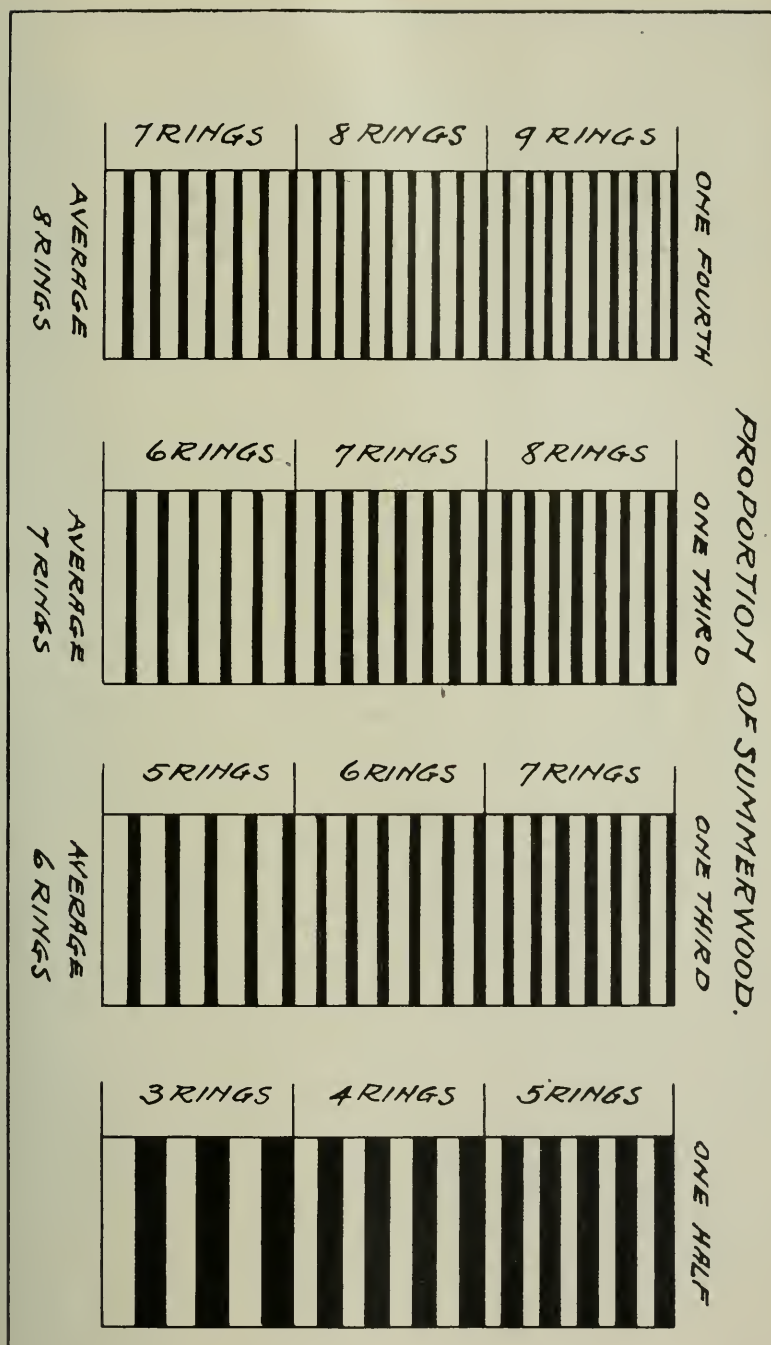 PROPORTION OF SUMMERWOOD.
ONE FOURTH
7 RINGS 8 RINGS 9 RINGS
AVERAGE
8 RINGS
ONE THIRD
6 RINGS 7 RINGS 8 RINGS
AVERAGE
7 RINGS
ONE THIRD
5 RINGS 6 RINGS 7 RINGS
AVERAGE
6 RINGS
ONE HALF
3 RINGS 4 RINGS 5 RINGS